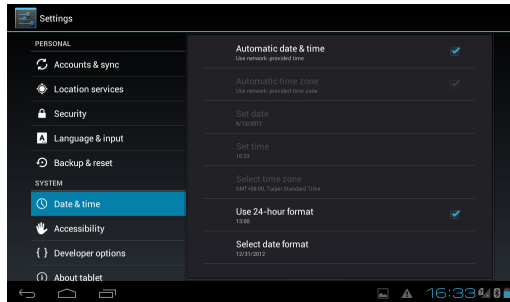 Settings
PERSONAL
Accounts & sync
Location services
Security
A Language & input
Backup & reset
SYSTEM
Date & time
Accessibility
{ } Developer options
About tablet
Automatic date & time
Use network-provided time
Automatic time zone
Use network-provided time zone
Set date
6/13/2012
Set time
16:33
Select time zone
GMT+08:00, Taipei Standard Time
Use 24-hour format
13:00
Select date format
12/31/2012
16:33